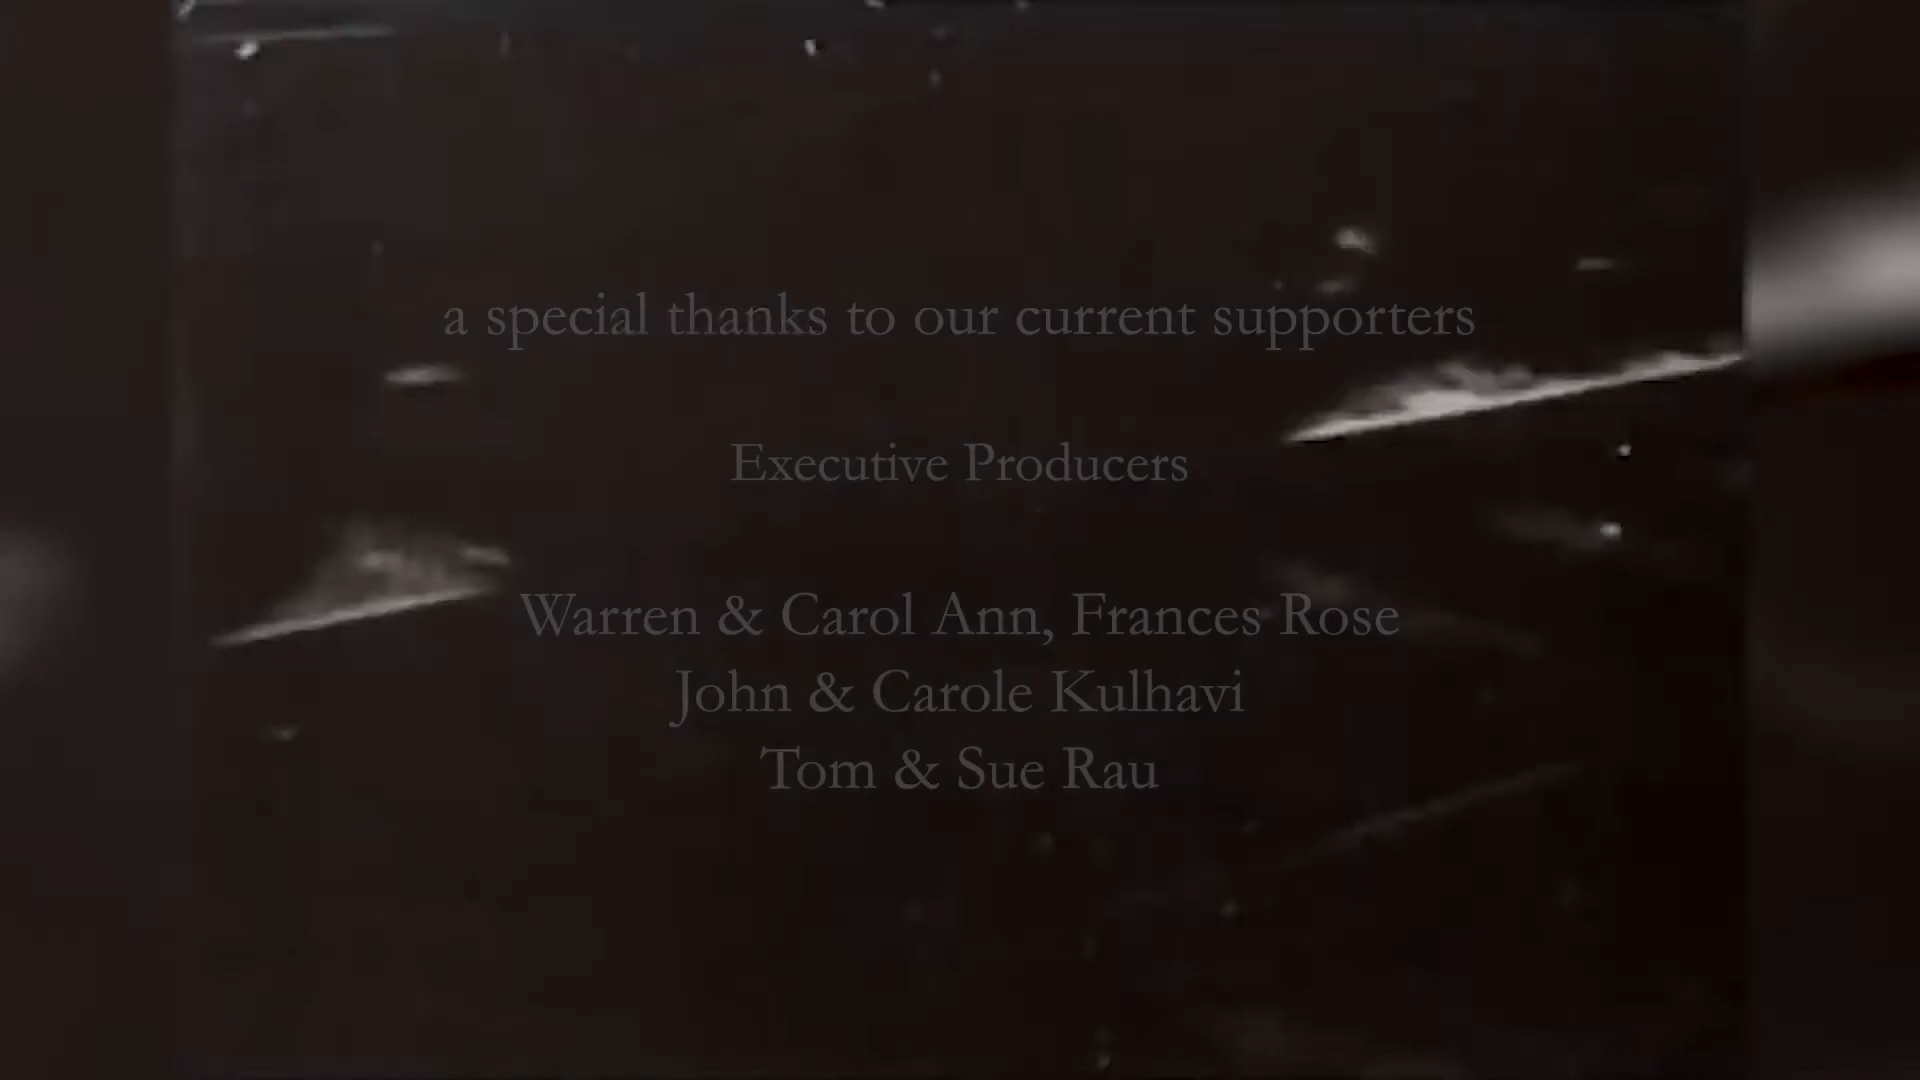 a special thanks to our current supporters
Executive Producers
Warren & Carol Ann, Frances Rose
John & Carole Kulhavi
Tom & Sue Rau